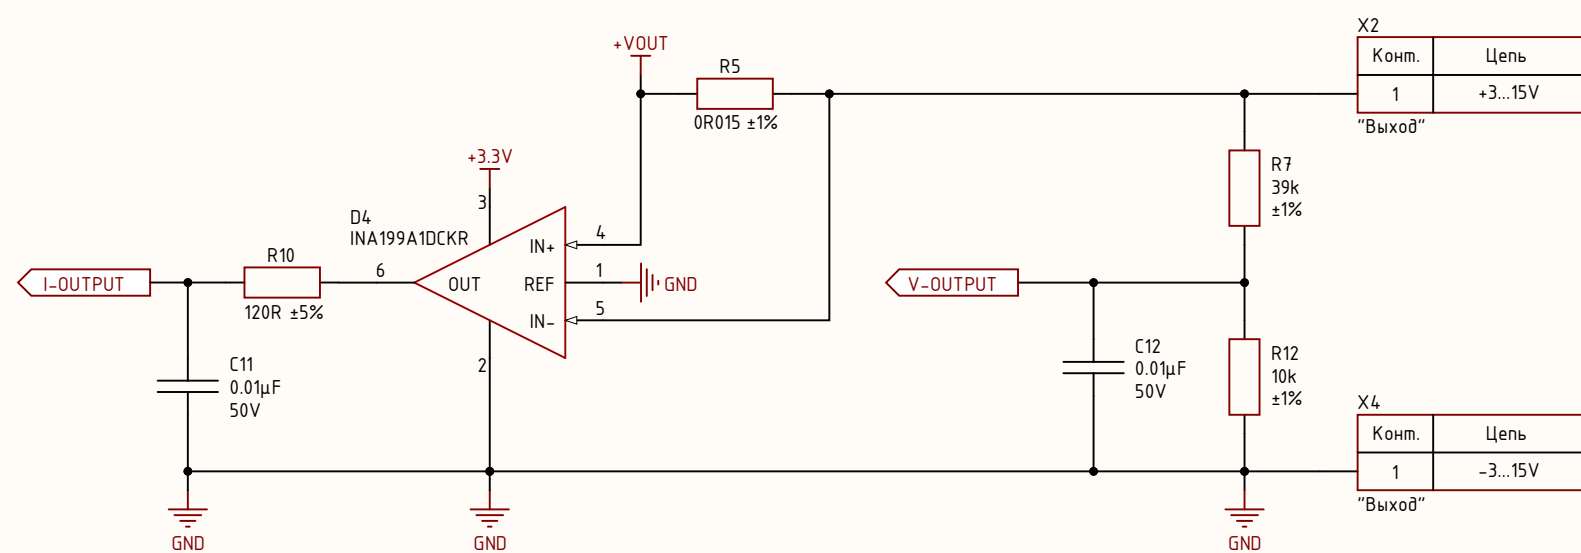 X2
Конт.
Цепь
1
+3...15V
"Выход"
+VOUT
R5
0R015 ±1%
+3.3V
3
D4
INA199A1DCKR
R7
39k
±1%
IN+
4
R10
6
I-OUTPUT
OUT
REF
1
GND
V-OUTPUT
120R ±5%
IN-
5
C11
0.01µF
50V
2
C12
0.01µF
50V
R12
10k
±1%
X4
Конт.
Цепь
1
-3...15V
"Выход"
GND
GND
GND